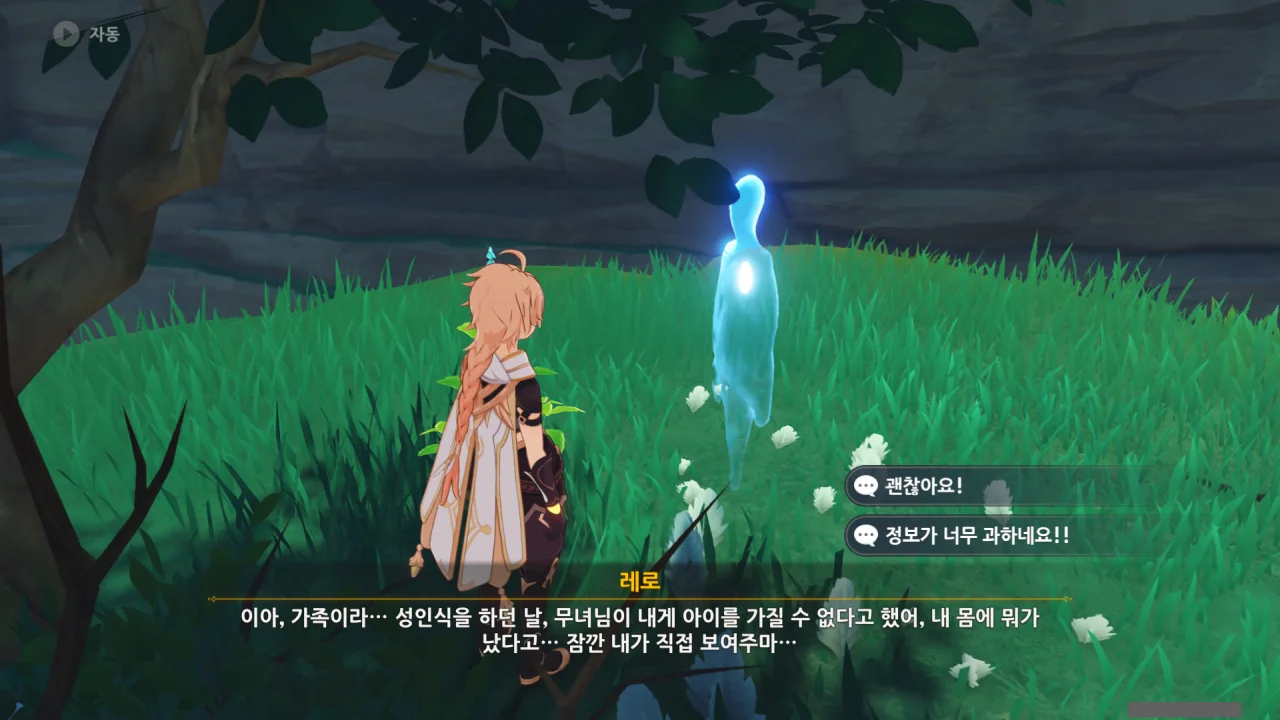 자동
괜찮아요!
정보가 너무 과하네요!!
레로
이아, 가족이라… 성인식을 하던 날, 무녀님이 내게 아이를 가질 수 없다고 했어, 내 몸에 뭐가
났다고… 잠깐 내가 직접 보여주마…